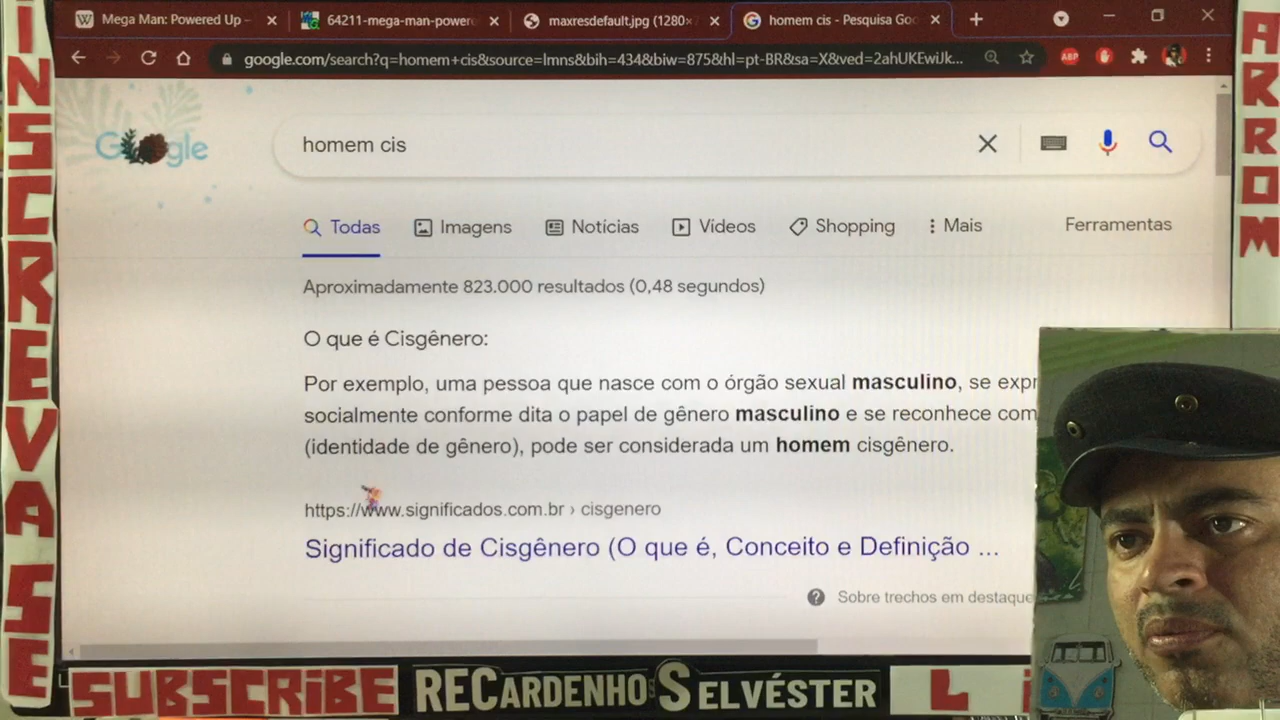 Mega Man: Powered Up –
64211-mega-man-powere
maxresdefault.jpg (1280×
homem cis - Pesquisa Goo
google.com/search?q=homem+cis&source=lmns&bih=434&biw=875&hl=pt-BR&sa=X&ved=2ahUKEwiJk...
ABP
Google
homem cis
Todas
Imagens
Notícias
Vídeos
Shopping
Mais
Ferramentas
Aproximadamente 823.000 resultados (0,48 segundos)
O que é Cisgênero:
Por exemplo, uma pessoa que nasce com o órgão sexual masculino, se expr
socialmente conforme dita o papel de gênero masculino e se reconhece com
(identidade de gênero), pode ser considerada um homem cisgênero.
https://www.significados.com.br › cisgenero
Significado de Cisgênero (O que é, Conceito e Definição ...
Sobre trechos em destaque
INSCREVA SE
ARROM
SUBSCRiBE
RECARDENHO SELVÉSTER